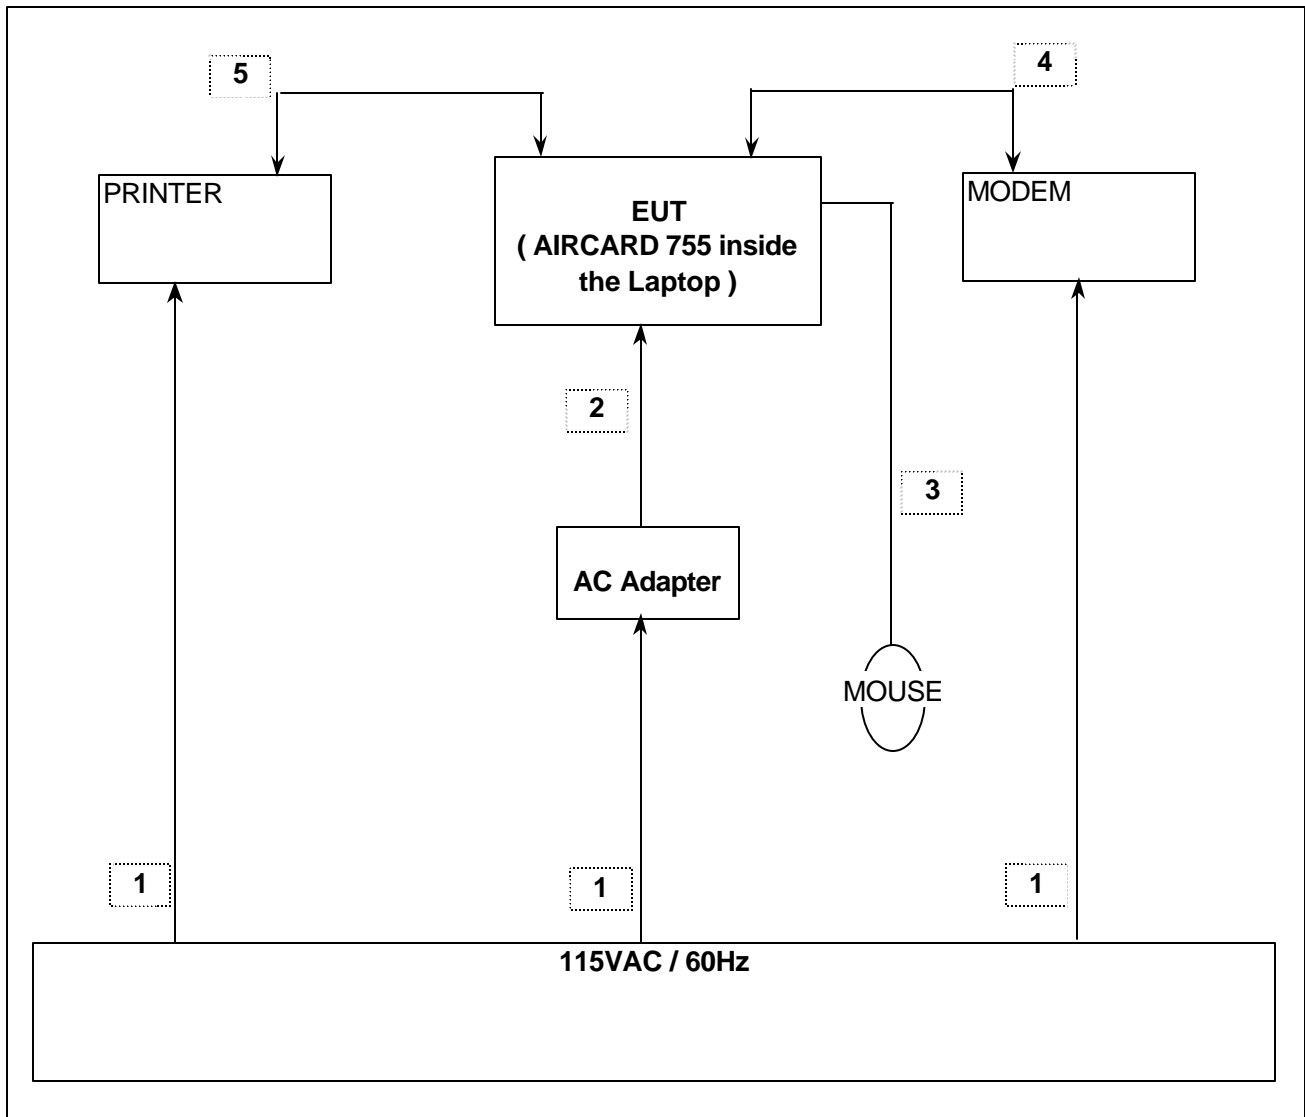 5
4
PRINTER
EUT
( AIRCARD 755 inside
the Laptop )
MODEM
2
3
AC Adapter
MOUSE
1
1
1
115VAC / 60Hz